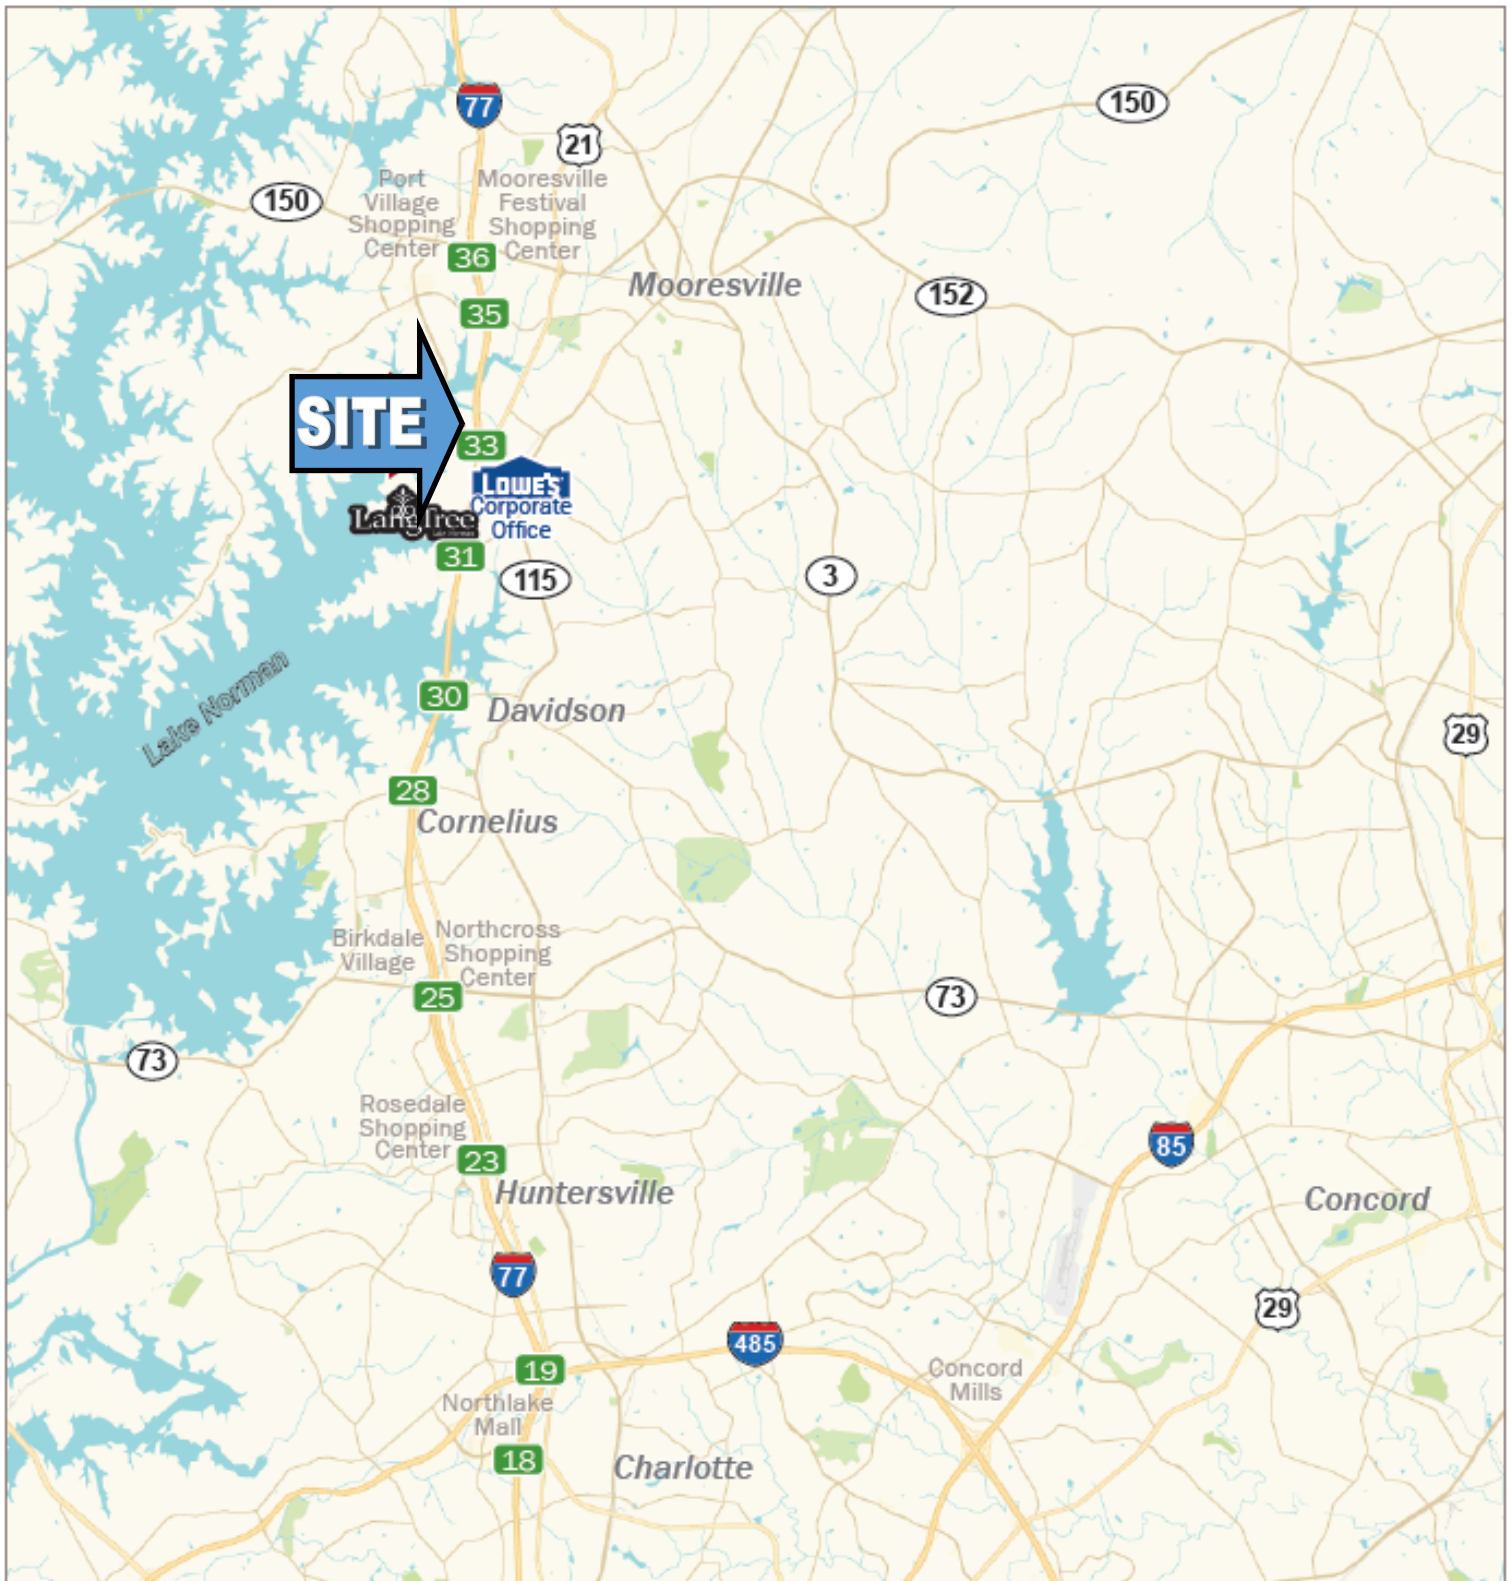 77
150
21
Port
Village
Shopping
Center
Mooresville
Festival
Shopping
Center
150
36
Mooresville
152
35
SITE
33
LOWE'S
Corporate
Office
LangTree
31
115
3
Lake Norman
30
Davidson
29
28
Cornelius
Birkdale
Village
Northcross
Shopping
Center
25
73
73
Rosedale
Shopping
Center
23
85
Huntersville
Concord
77
29
485
19
Concord
Mills
Northlake
Mall
18
Charlotte